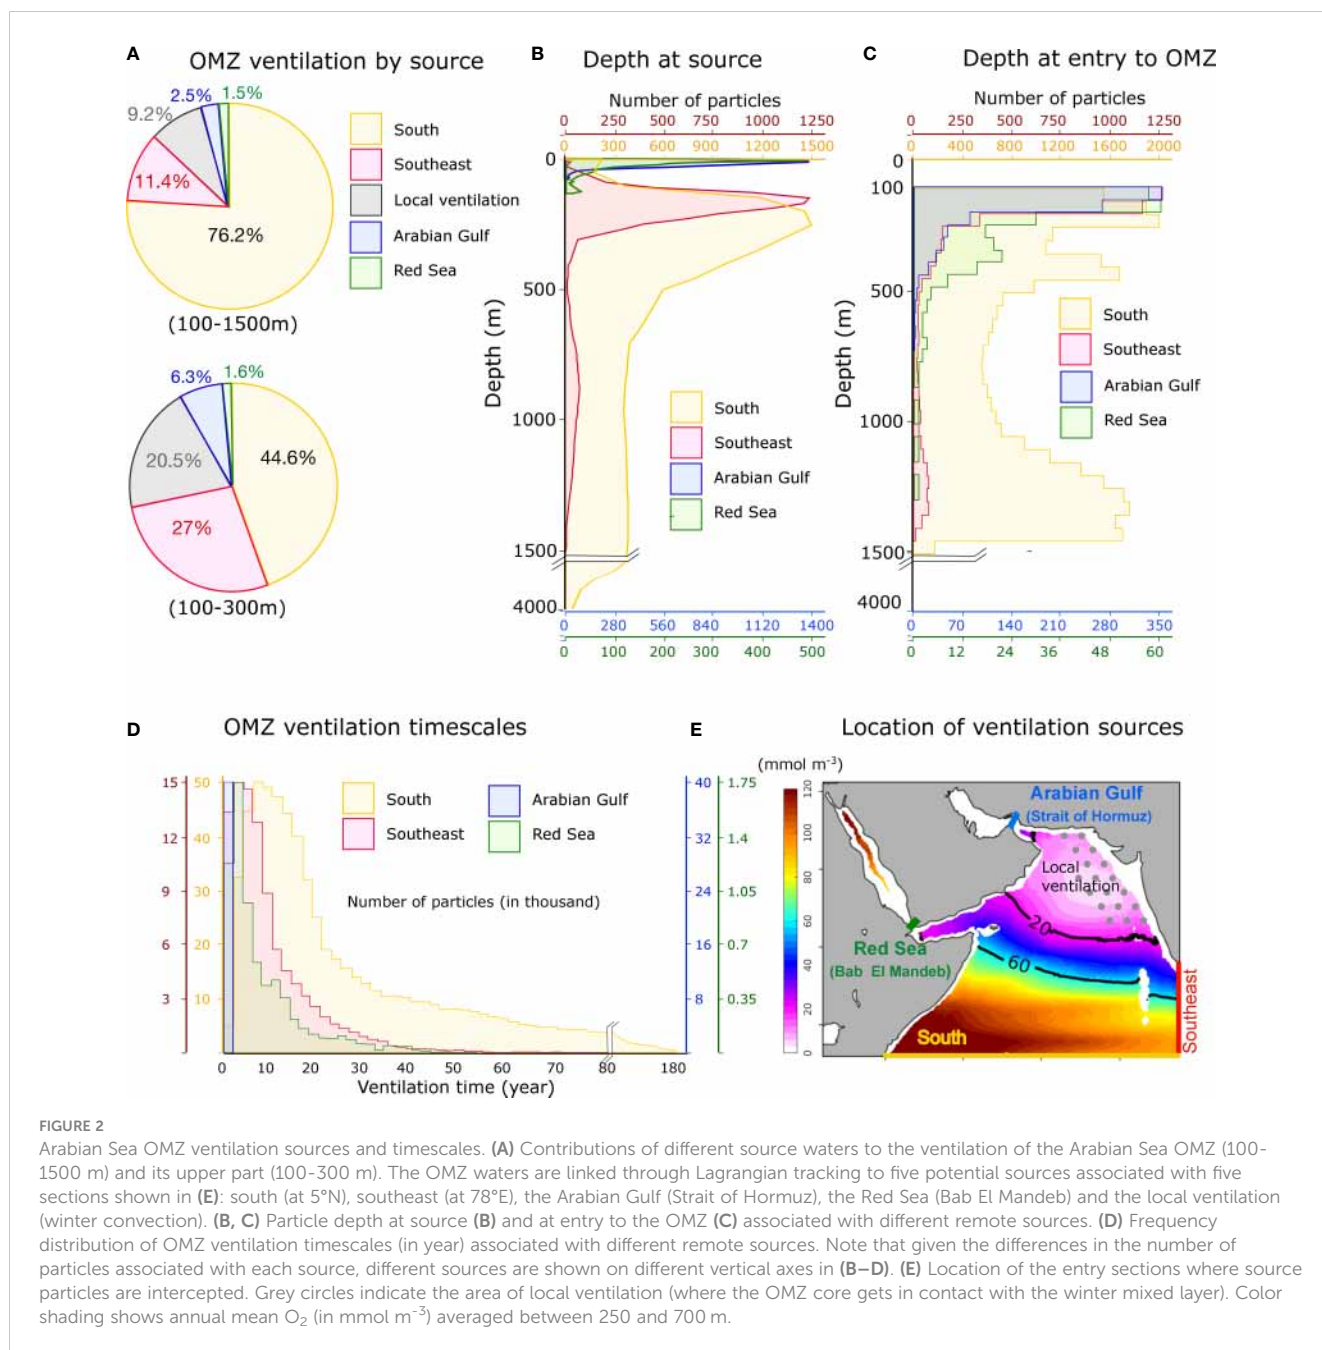 A
OMZ ventilation by source
2.5%
1.5%
9.2%
11.4%
76.2%
(100-1500m)
South
Southeast
Local ventilation
Arabian Gulf
Red Sea
6.3%
1.6%
20.5%
44.6%
27%
(100-300m)
B
Depth at source
Number of particles
0 250 500 750 1000 1250
0 300 600 900 1200 1500
0
500
1000
1500
4000
Depth (m)
South
Southeast
Arabian Gulf
Red Sea
0 280 560 840 1120 1400
0 100 200 300 400 500
C
Depth at entry to OMZ
Number of particles
0 250 500 750 1000 1250
0 400 800 1200 1600 2000
0
100
500
1000
1500
4000
Depth (m)
South
Southeast
Arabian Gulf
Red Sea
0 70 140 210 280 350
0 12 24 36 48 60
D
OMZ ventilation timescales
15 50
12 40
9 30
6 20
3 10
South
Southeast
Arabian Gulf
Red Sea
Number of particles (in thousand)
40 1.75
32 1.4
24 1.05
16 0.7
8 0.35
0 10 20 30 40 50 60 70 80 180
Ventilation time (year)
E
Location of ventilation sources
(mmol m-3)
120
100
80
60
40
20
0
Arabian Gulf
(Strait of Hormuz)
Local
ventilation
20
60
Red Sea
(Bab El Mandeb)
South
Southeast
FIGURE 2
Arabian Sea OMZ ventilation sources and timescales. (A) Contributions of different source waters to the ventilation of the Arabian Sea OMZ (100-
1500 m) and its upper part (100-300 m). The OMZ waters are linked through Lagrangian tracking to five potential sources associated with five
sections shown in (E): south (at 5°N), southeast (at 78°E), the Arabian Gulf (Strait of Hormuz), the Red Sea (Bab El Mandeb) and the local ventilation
(winter convection). (B, C) Particle depth at source (B) and at entry to the OMZ (C) associated with different remote sources. (D) Frequency
distribution of OMZ ventilation timescales (in year) associated with different remote sources. Note that given the differences in the number of
particles associated with each source, different sources are shown on different vertical axes in (B–D). (E) Location of the entry sections where source
particles are intercepted. Grey circles indicate the area of local ventilation (where the OMZ core gets in contact with the winter mixed layer). Color
shading shows annual mean O2 (in mmol m-3) averaged between 250 and 700 m.